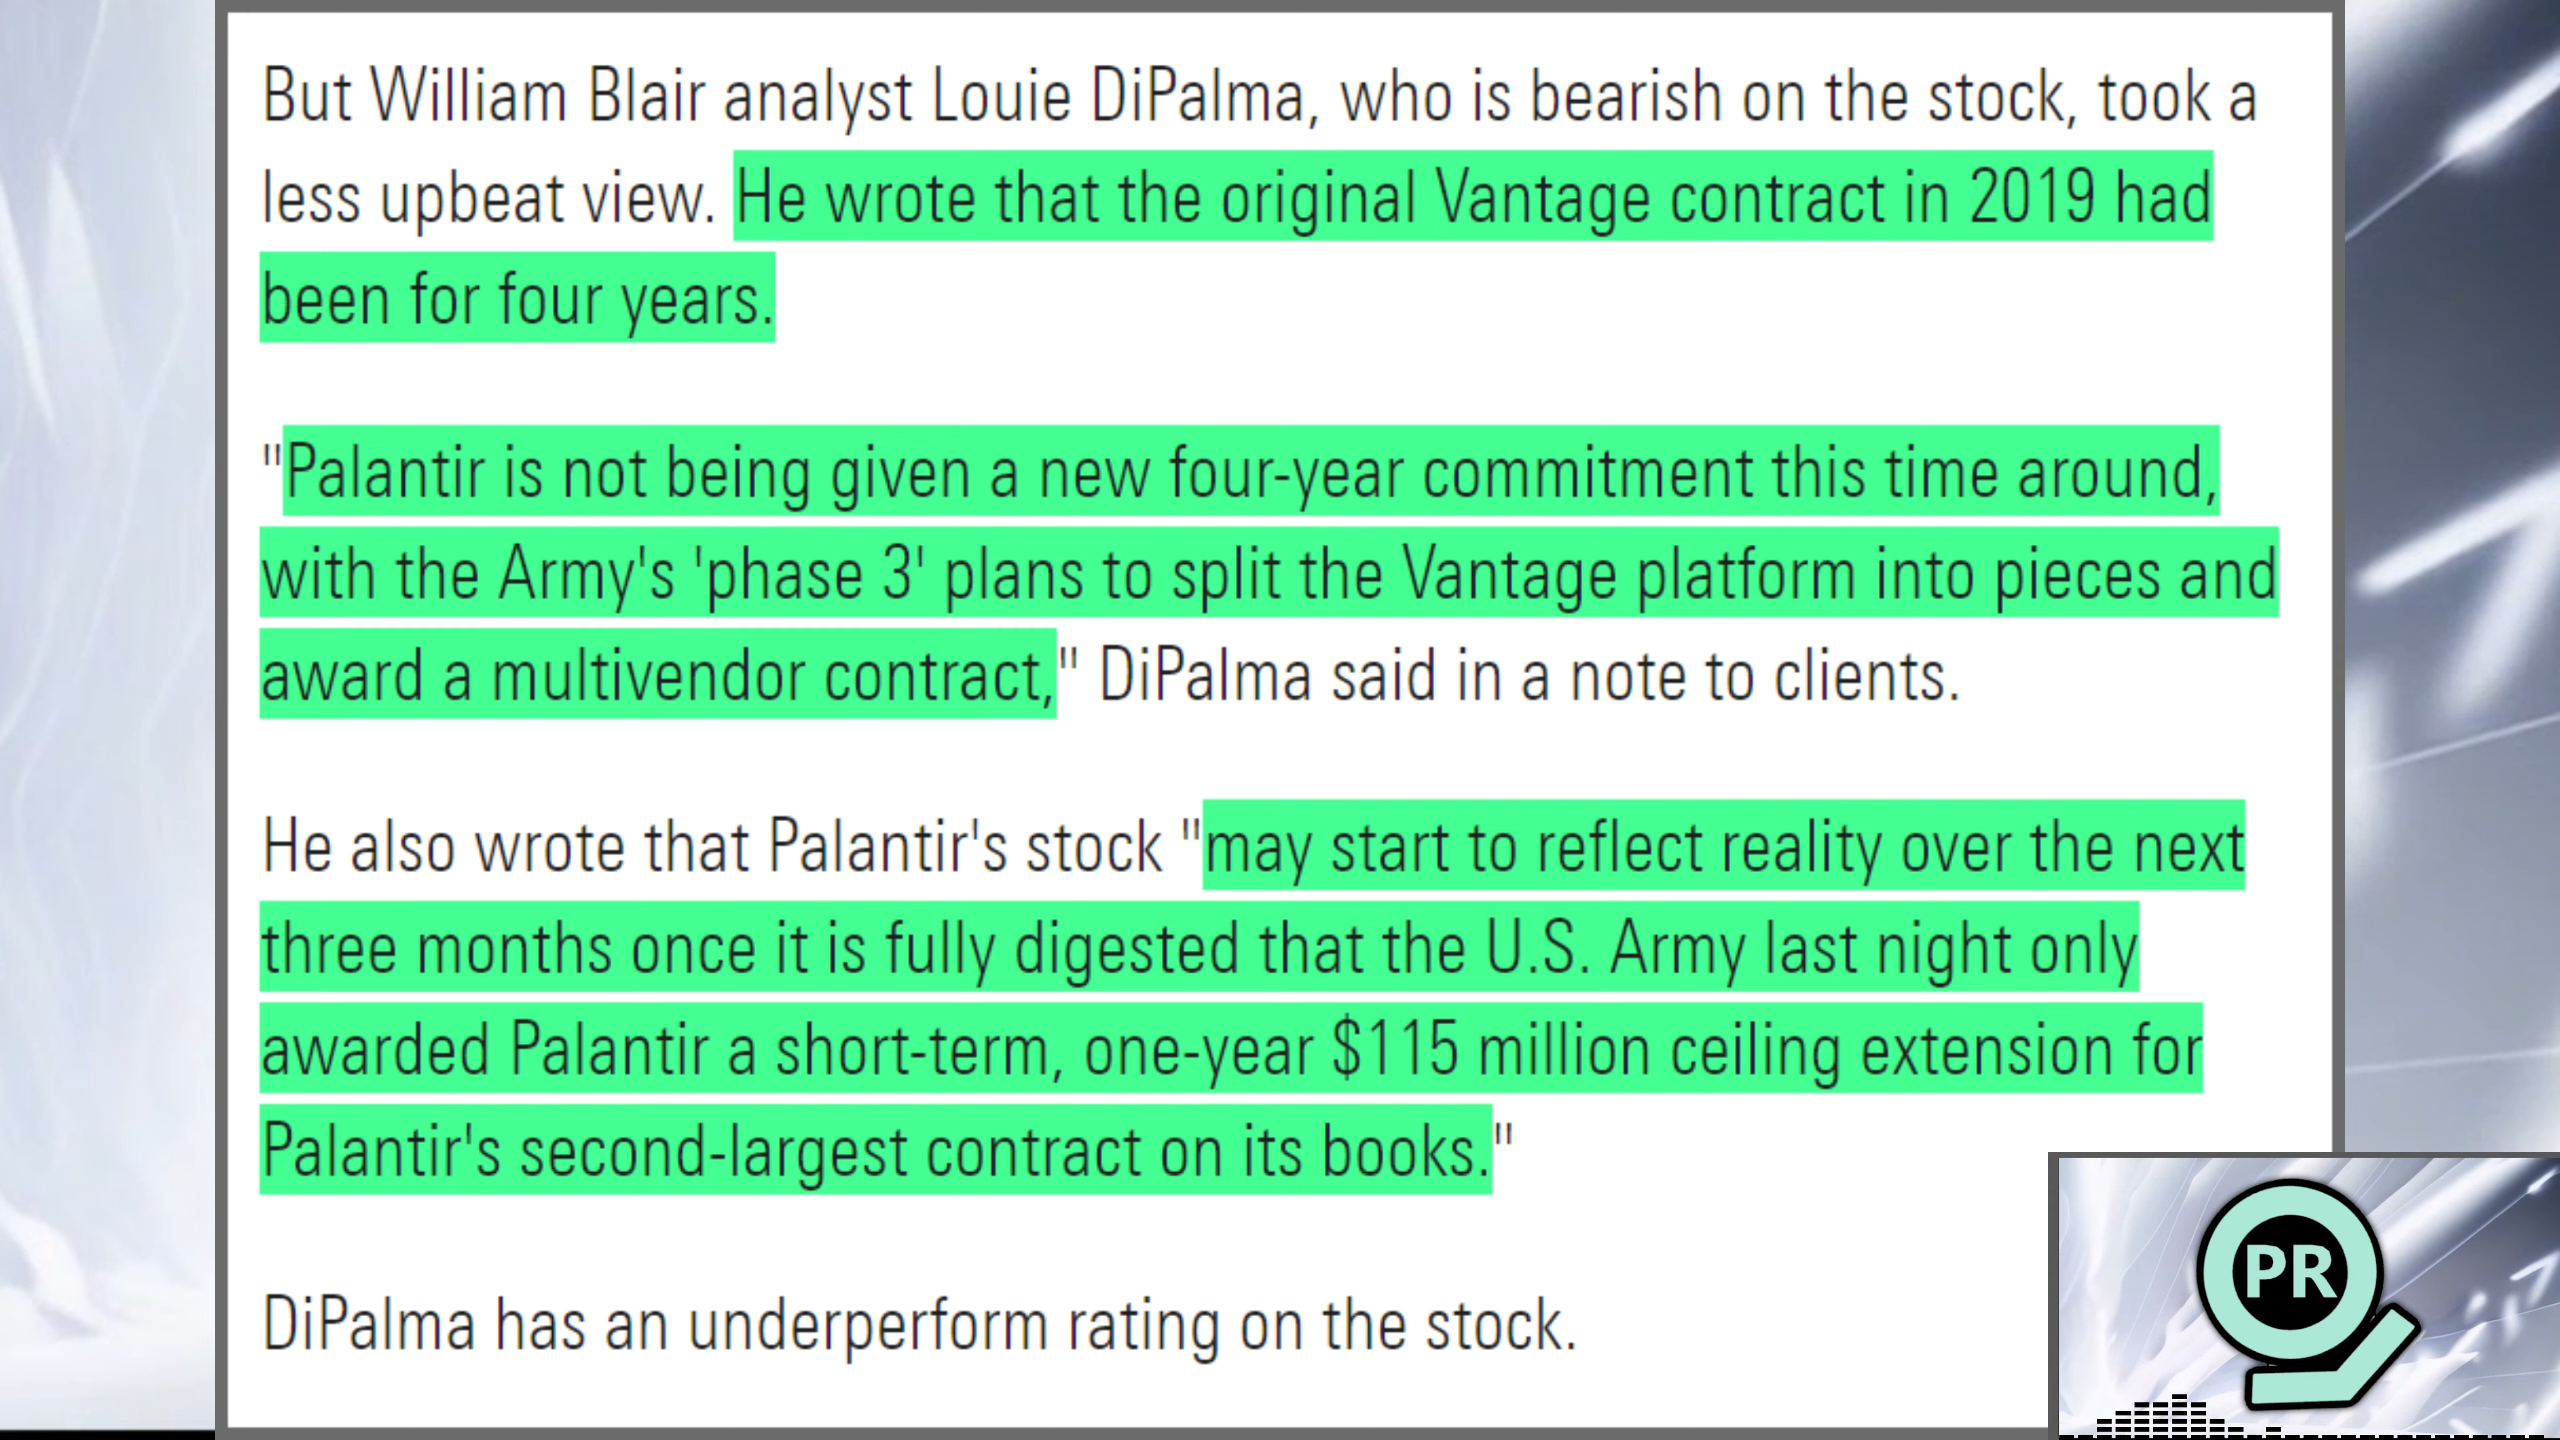 But William Blair analyst Louie DiPalma, who is bearish on the stock, took a
less upbeat view. He wrote that the original Vantage contract in 2019 had
been for four years.
"Palantir is not being given a new four-year commitment this time around,
with the Army's 'phase 3' plans to split the Vantage platform into pieces and
award a multivendor contract," DiPalma said in a note to clients.
He also wrote that Palantir's stock "may start to reflect reality over the next
three months once it is fully digested that the U.S. Army last night only
awarded Palantir a short-term, one-year $115 million ceiling extension for
Palantir's second-largest contract on its books."
DiPalma has an underperform rating on the stock.
PR